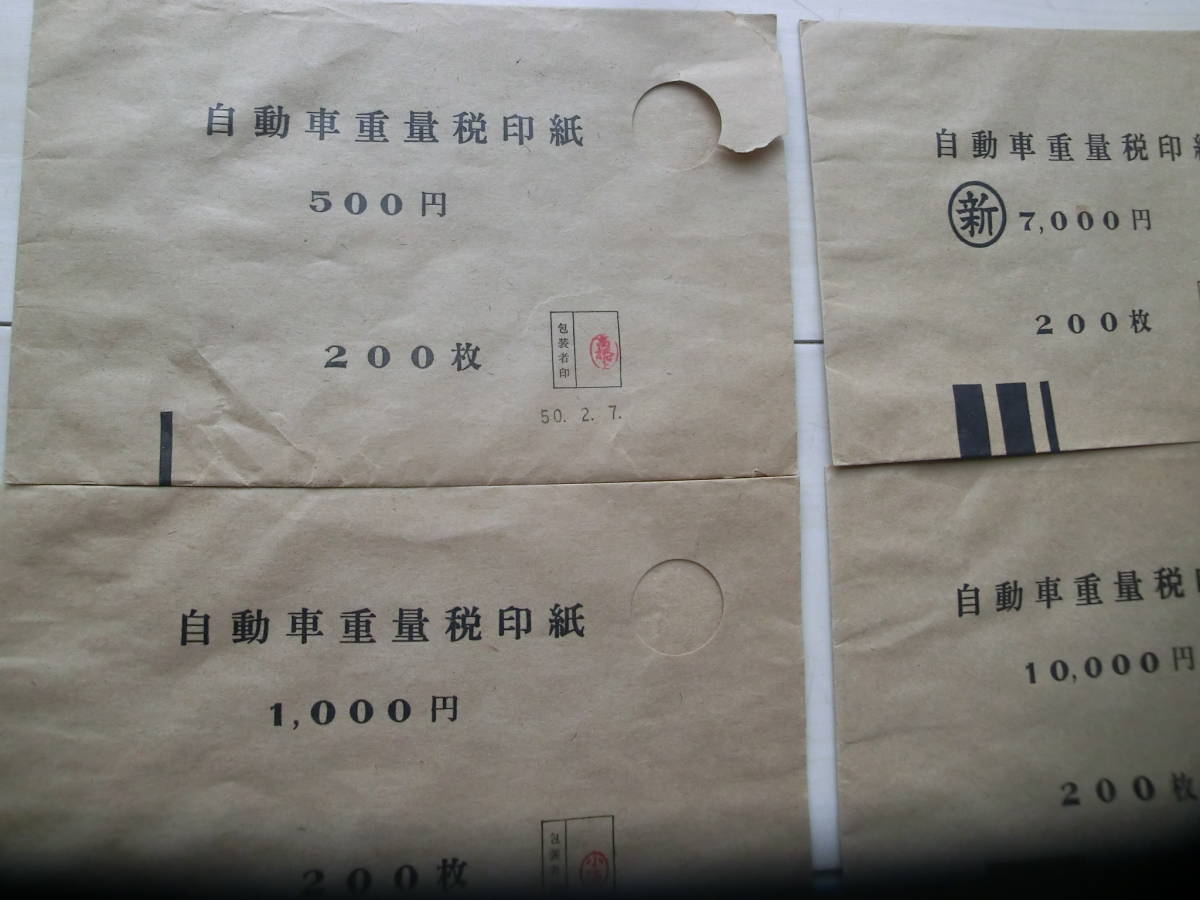 自動車重量税印紙
500円
200枚
包装者印
50. 2. 7.
自動車重量税印
新 7,000円
200枚
自動車重量税印紙
1,000円
200枚
包装者
自動車重量税
10,000円
200枚